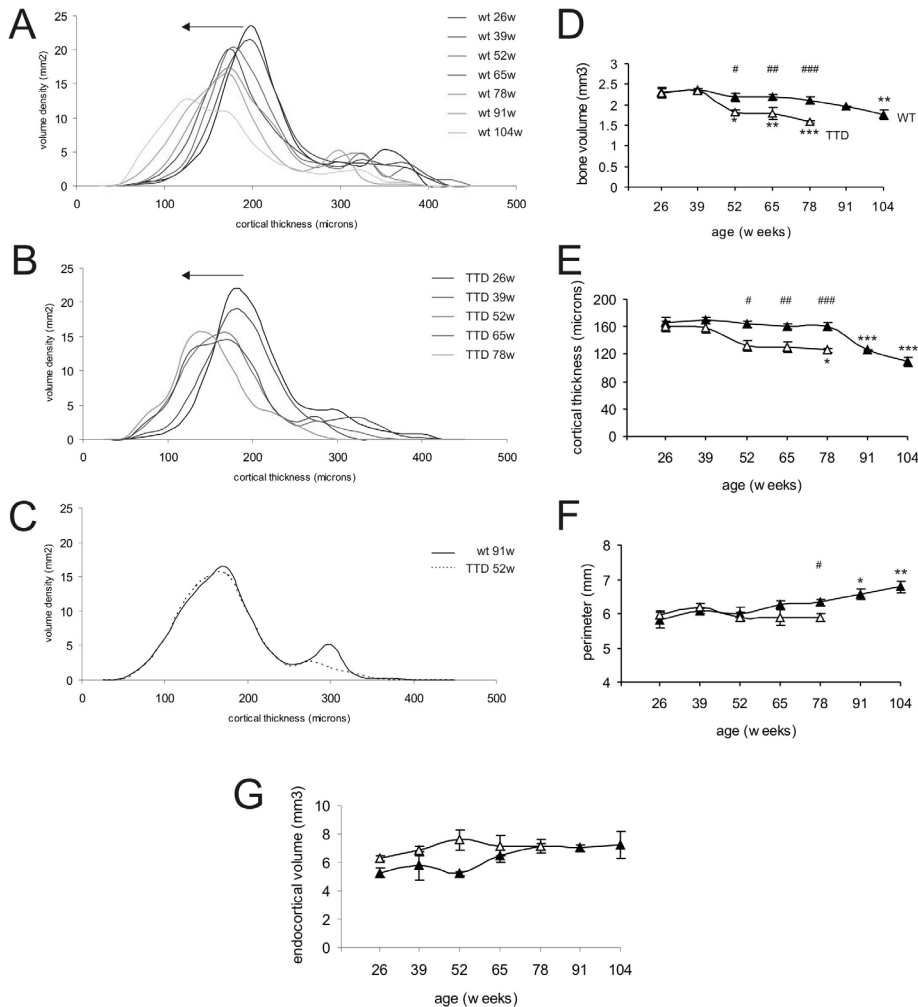 A
volume density (mm2)
30
25
20
15
10
5
0
0 100 200 300 400 500
cortical thickness (microns)
wt 26w
wt 39w
wt 52w
wt 65w
wt 78w
wt 91w
wt 104w
B
volume density (mm2)
25
20
15
10
5
0
0 100 200 300 400 500
cortical thickness (microns)
TTD 26w
TTD 39w
TTD 52w
TTD 65w
TTD 78w
C
volume density (mm2)
25
20
15
10
5
0
0 100 200 300 400 500
cortical thickness (microns)
wt 91w
TTD 52w
D
bone voulume (mm3)
3
2.5
2
1.5
1
0.5
0
# ## ###
**
WT
* ** *** TTD
26 39 52 65 78 91 104
age (weeks)
E
cortical thickness (microns)
200
160
120
80
40
0
# ## ###
***
***
*
26 39 52 65 78 91 104
age (weeks)
F
perimeter (mm)
8
7
6
5
4
# * **
26 39 52 65 78 91 104
age (weeks)
G
endocortical volume (mm3)
10
8
6
4
2
0
26 39 52 65 78 91 104
age (weeks)